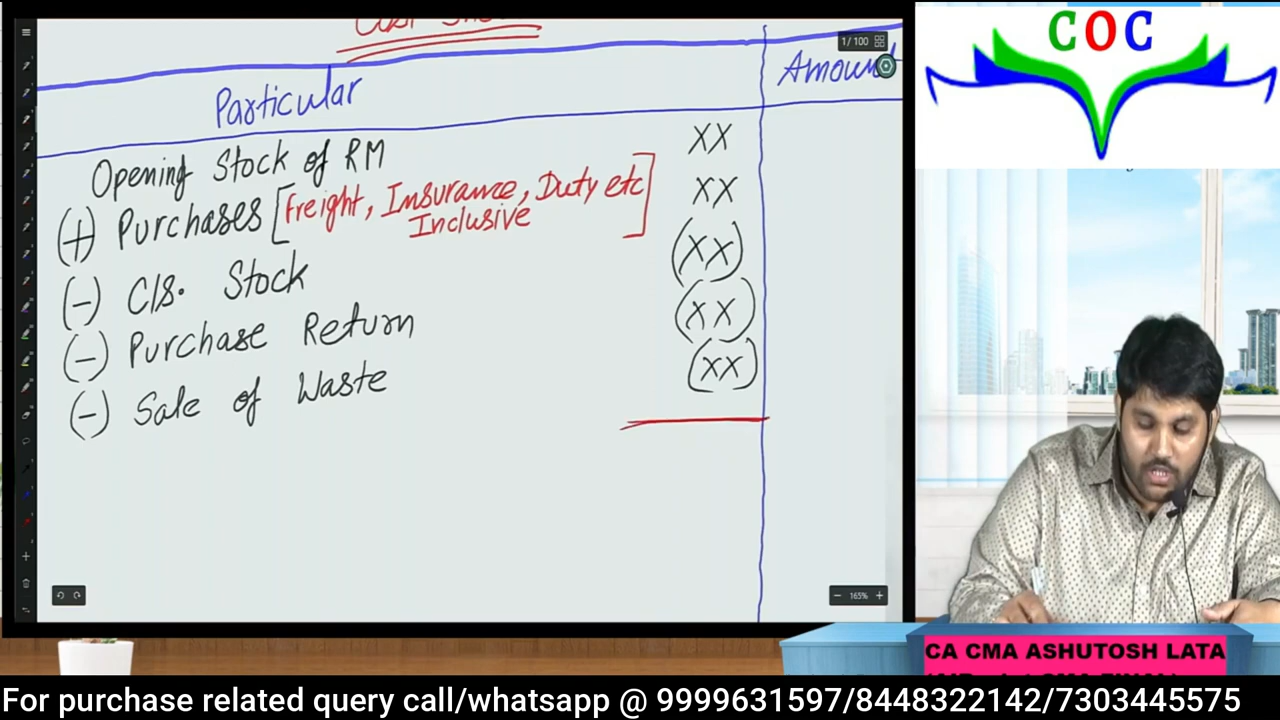 Cost
1/100
Particular
Amount
Opening Stock of RM XX
(+) Purchases [Freight, Insurance, Duty etc Inclusive] XX
(-) C/S. Stock (XX)
(-) Purchase Return (XX)
(-) Sale of Waste (XX)
- 165% +
COC
CA CMA ASHUTOSH LATA
For purchase related query call/whatsapp @ 9999631597/8448322142/7303445575